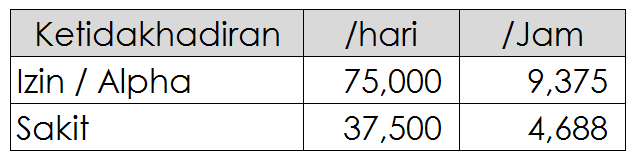 Ketidakhadiran /hari /Jam
Izin / Alpha 75,000 9,375
Sakit 37,500 4,688